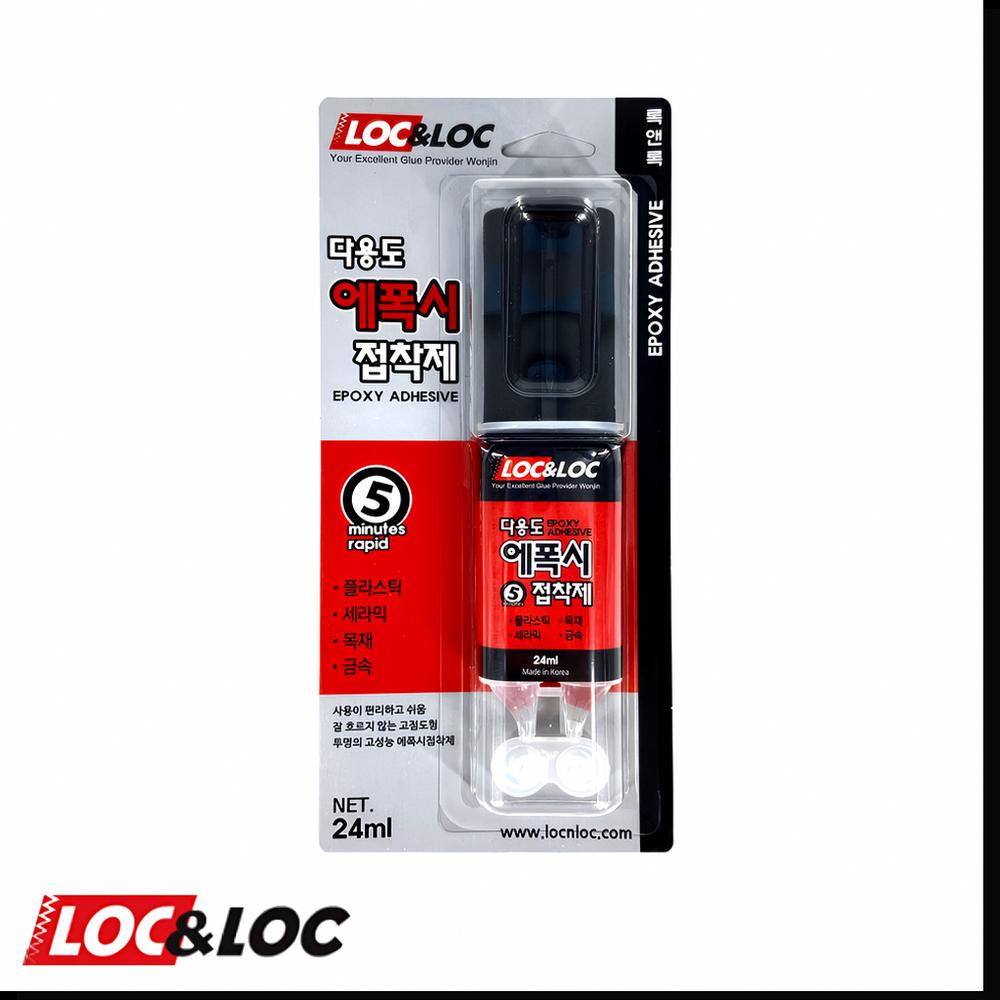 LOC&LOC
Your Excellent Glue Provider Wonjin
다용도
에폭시
접착제
EPOXY ADHESIVE
5
minutes
rapid
· 플라스틱
· 세라믹
· 목재
· 금속
사용이 편리하고 쉬움
잘 흐르지 않는 고점도형
투명의 고성능 에폭시접착제
NET.
24ml
록앤록
EPOXY ADHESIVE
LOC&LOC
Your Excellent Glue Provider Wonjin
다용도 EPOXY
ADHESIVE
에폭시
5 접착제
· 플라스틱 · 목재
· 세라믹 · 금속
24ml
Made in Korea
www.locnloc.com
LOC&LOC